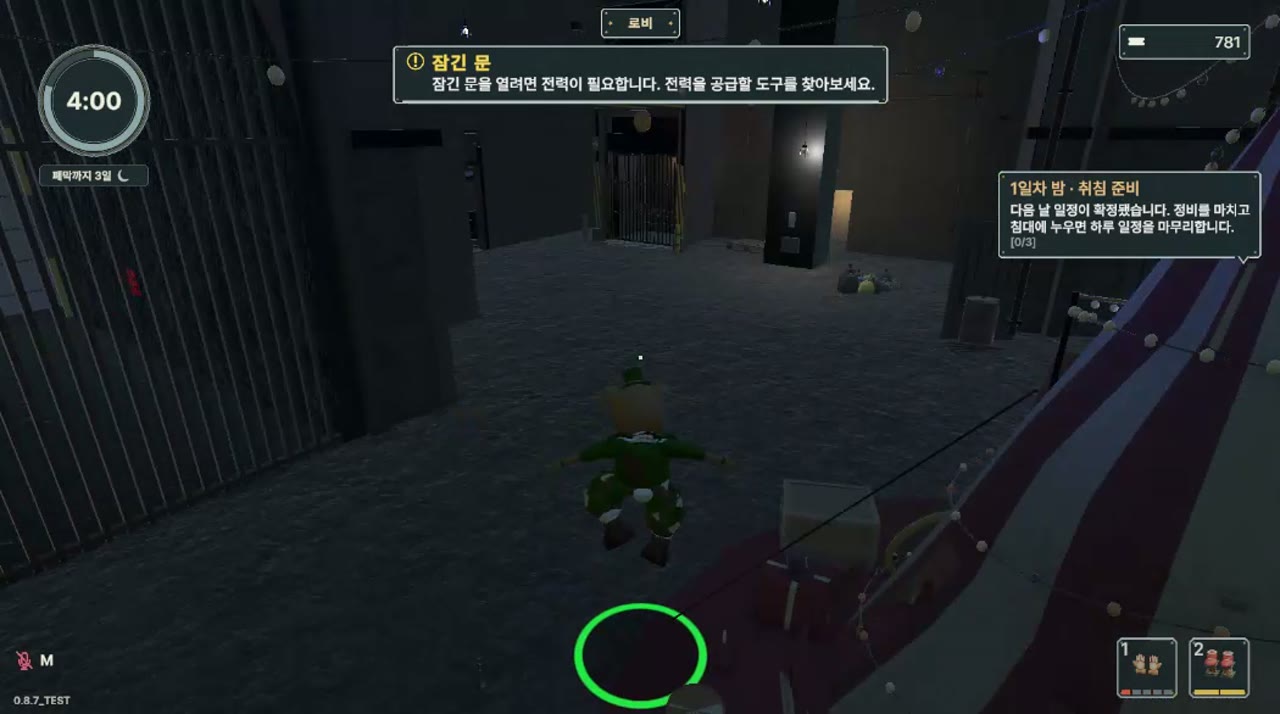 로비
781
잠긴 문
잠긴 문을 열려면 전력이 필요합니다. 전력을 공급할 도구를 찾아보세요.
4:00
폐막까지 3일
1일차 밤 · 취침 준비
다음 날 일정이 확정됐습니다. 정비를 마치고
침대에 누우면 하루 일정을 마무리합니다.
[0/3]
M
1
2
0.8.7_TEST